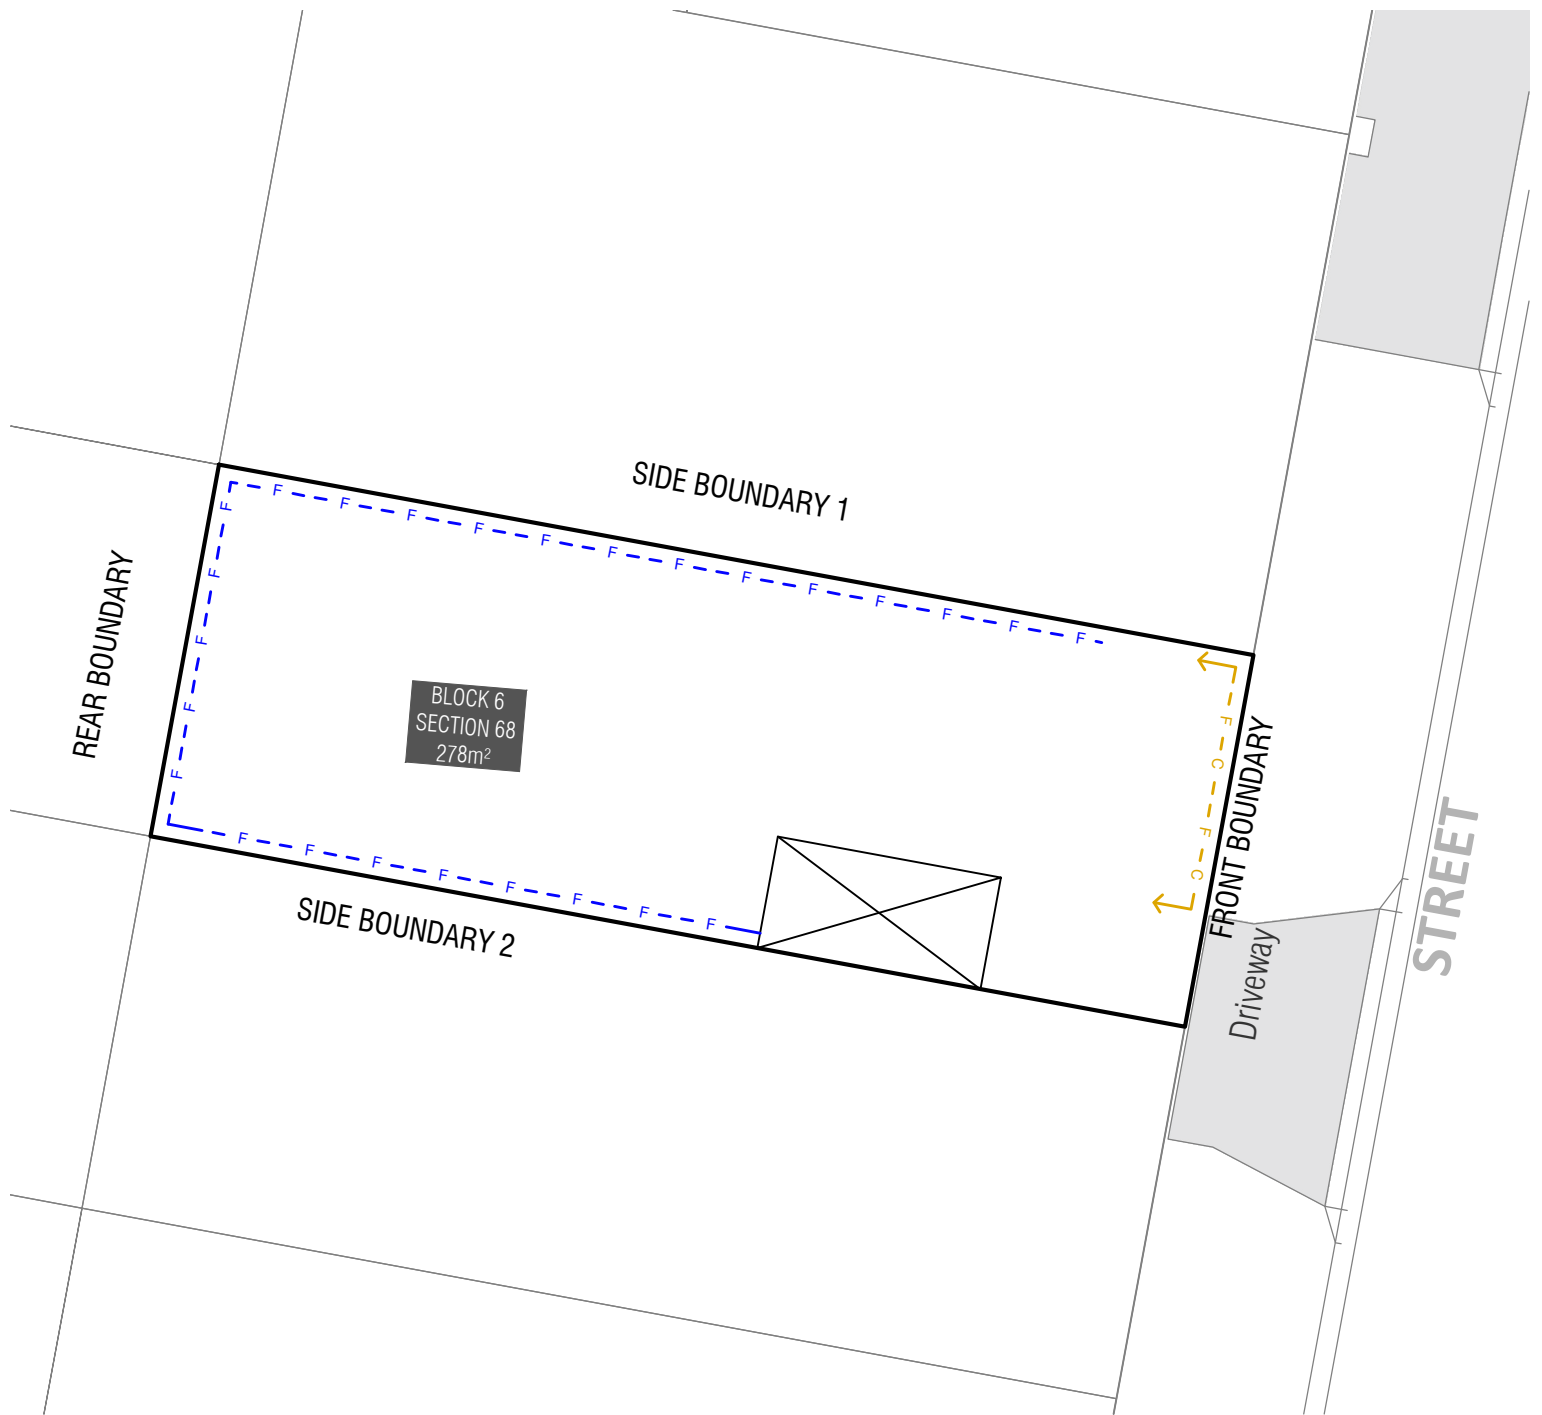 SIDE BOUNDARY 1
F F F F F F F F F F F F F
F
F
F
F
F
REAR BOUNDARY
BLOCK 6
SECTION 68
278m²
F
C
F
C
FRONT BOUNDARY
STREET
F F F F F F F F
SIDE BOUNDARY 2
Driveway